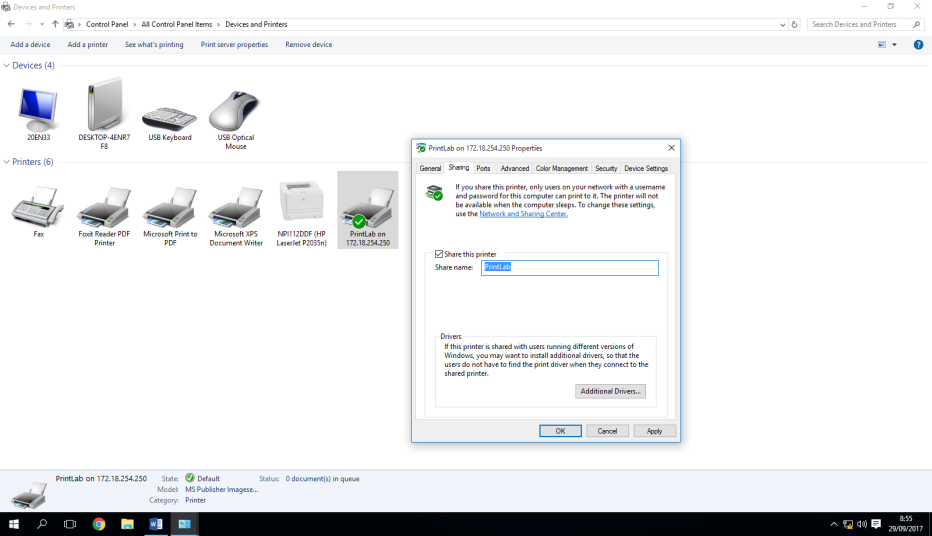 Devices and Printers
Control Panel > All Control Panel Items > Devices and Printers
Search Devices and Printers
Add a device Add a printer See what's printing Print server properties Remove device
Devices (4)
20EN33
DESKTOP-4ENR7
F8
USB Keyboard
USB Optical
Mouse
Printers (6)
Fax
Foxit Reader PDF
Printer
Microsoft Print to
PDF
Microsoft XPS
Document Writer
NPI112DDF (HP
LaserJet P2035n)
PrintLab on
172.18.254.250
PrintLab on 172.18.254.250 Properties
General Sharing Ports Advanced Color Management Security Device Settings
If you share this printer, only users on your network with a username
and password for this computer can print to it. The printer will not
be available when the computer sleeps. To change these settings,
use the Network and Sharing Center.
Share this printer
Share name: PrintLab
Drivers
If this printer is shared with users running different versions of
Windows, you may want to install additional drivers, so that the
users do not have to find the print driver when they connect to the
shared printer.
Additional Drivers...
OK Cancel Apply
PrintLab on 172.18.254.250 State: Default Status: 0 document(s) in queue
Model: MS Publisher Imagese...
Category: Printer
8:55
29/09/2017